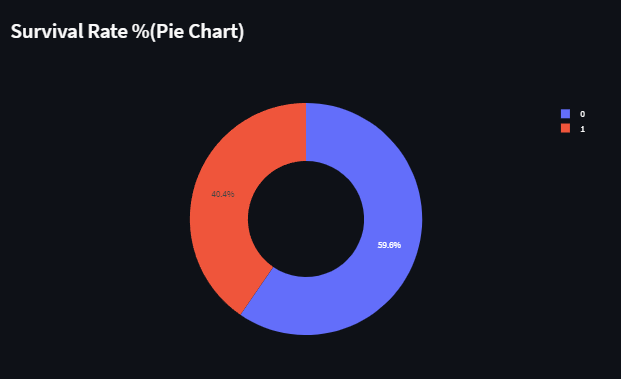 Survival Rate %(Pie Chart)
0
1
40.4%
59.6%